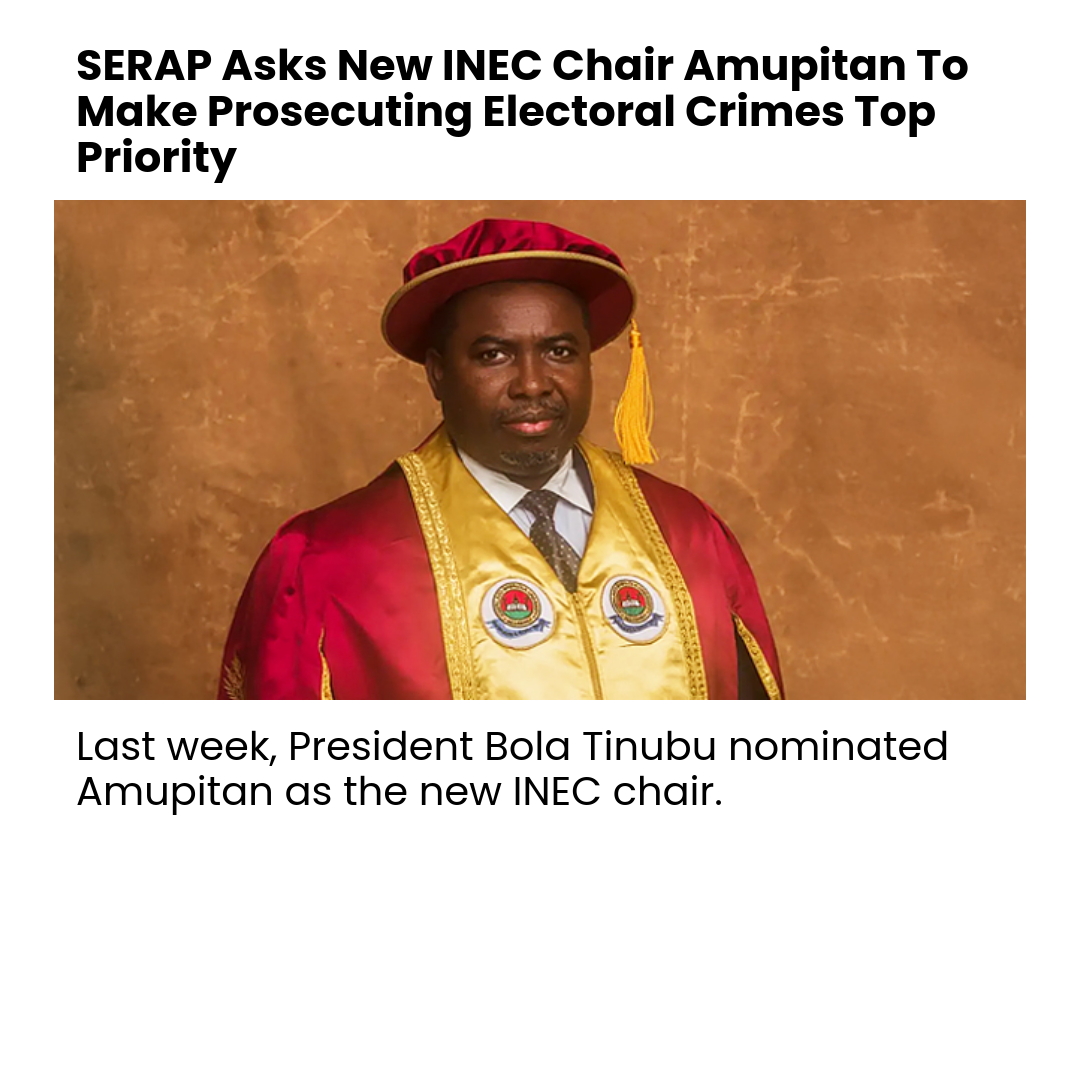 SERAP Asks New INEC Chair Amupitan To
Make Prosecuting Electoral Crimes Top
Priority
Last week, President Bola Tinubu nominated
Amupitan as the new INEC chair.